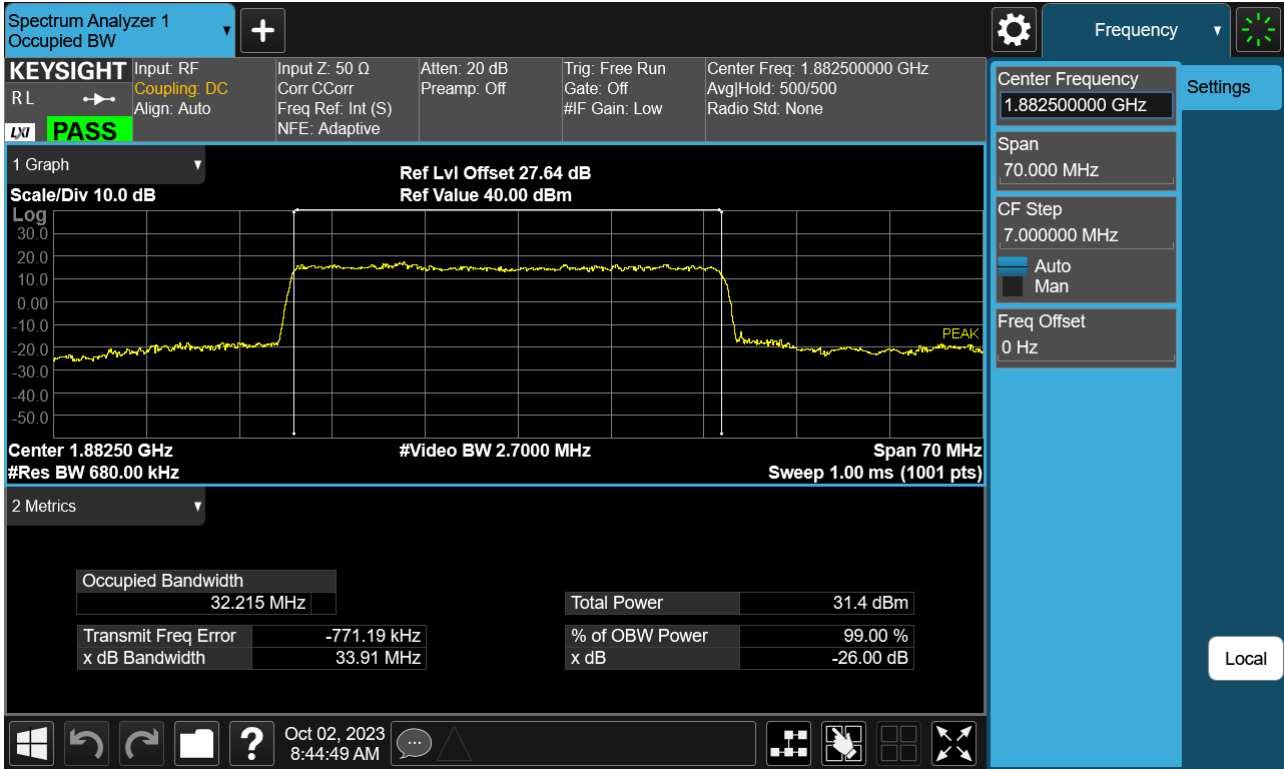 Spectrum Analyzer 1
Occupied BW
Frequency
KEYSIGHT
R L
LXI
PASS
Input: RF
Coupling: DC
Align: Auto
Input Z: 50 Ω
Corr CCorr
Freq Ref: Int (S)
NFE: Adaptive
Atten: 20 dB
Preamp: Off
Trig: Free Run
Gate: Off
#IF Gain: Low
Center Freq: 1.882500000 GHz
Avg|Hold: 500/500
Radio Std: None
Center Frequency
1.882500000 GHz
Settings
Span
70.000 MHz
CF Step
7.000000 MHz
Auto
Man
Freq Offset
0 Hz
1 Graph
Ref Lvl Offset 27.64 dB
Scale/Div 10.0 dB
Ref Value 40.00 dBm
Log
30.0
20.0
10.0
0.00
-10.0
PEAK
-20.0
-30.0
-40.0
-50.0
Center 1.88250 GHz
#Video BW 2.7000 MHz
Span 70 MHz
#Res BW 680.00 kHz
Sweep 1.00 ms (1001 pts)
2 Metrics
Occupied Bandwidth
32.215 MHz
Total Power 31.4 dBm
Transmit Freq Error -771.19 kHz
% of OBW Power 99.00 %
x dB Bandwidth 33.91 MHz
x dB -26.00 dB
Local
?
Oct 02, 2023
8:44:49 AM